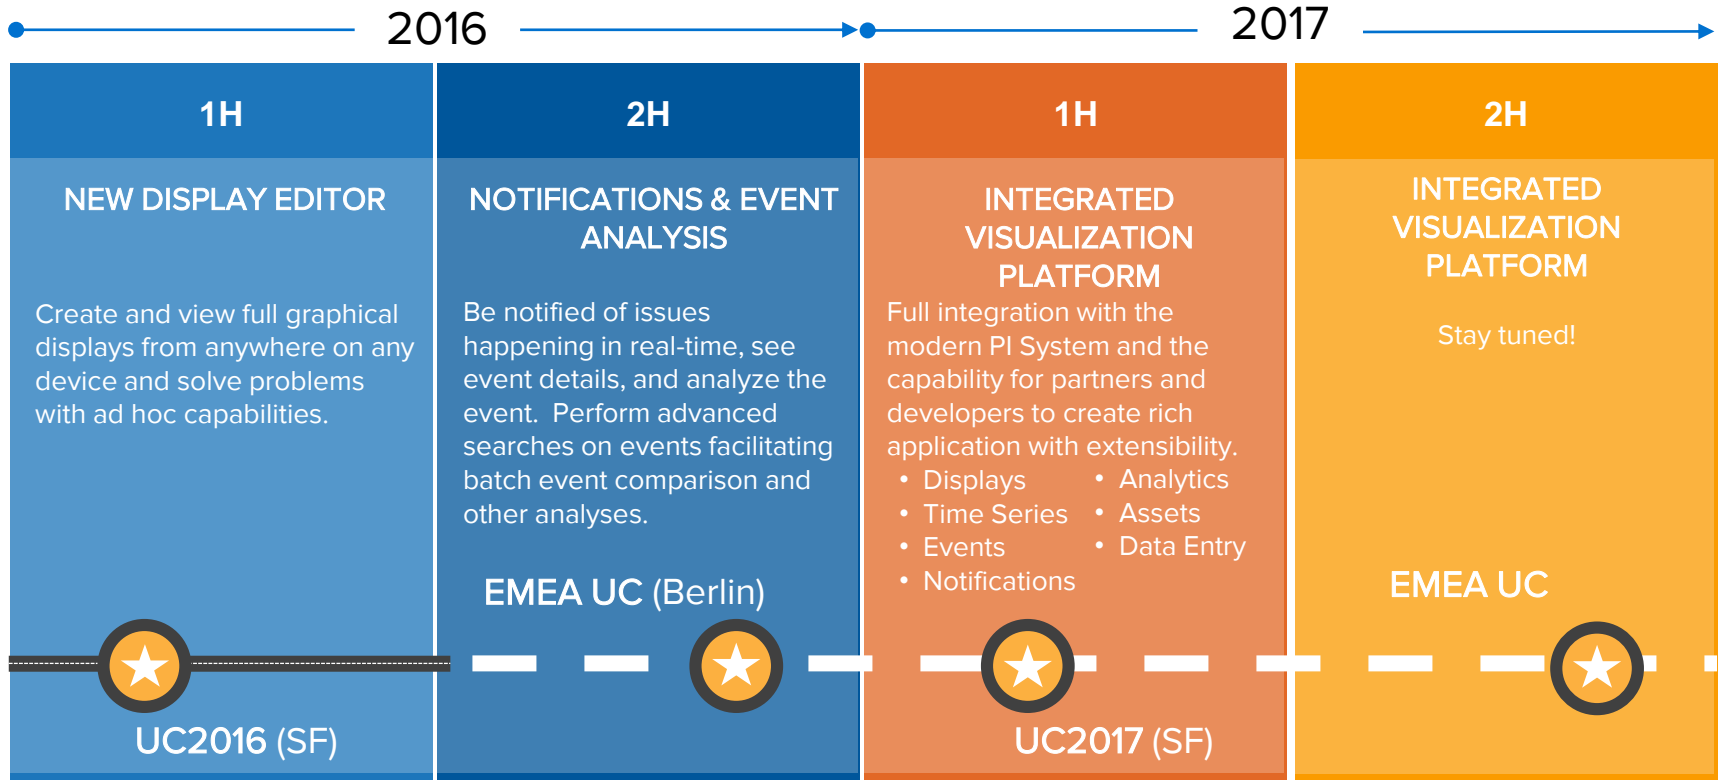 2016
2017
1H
NEW DISPLAY EDITOR
Create and view full graphical
displays from anywhere on any
device and solve problems
with ad hoc capabilities.
UC2016 (SF)
2H
NOTIFICATIONS & EVENT
ANALYSIS
Be notified of issues
happening in real-time, see
event details, and analyze the
event.  Perform advanced
searches on events facilitating
batch event comparison and
other analyses.
EMEA UC (Berlin)
1H
INTEGRATED
VISUALIZATION
PLATFORM
Full integration with the
modern PI System and the
capability for partners and
developers to create rich
application with extensibility.
• Displays
• Time Series
• Events
• Notifications
• Analytics
• Assets
• Data Entry
UC2017 (SF)
2H
INTEGRATED
VISUALIZATION
PLATFORM
Stay tuned!
EMEA UC